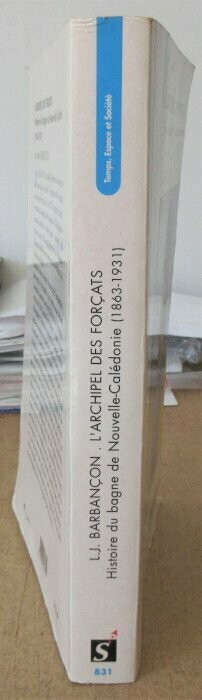 Temps, Espace et Société
L.J. BARBANÇON . L'ARCHIPEL DES FORÇATS
Histoire du bagne de Nouvelle-Calédonie (1863-1931)
S
831